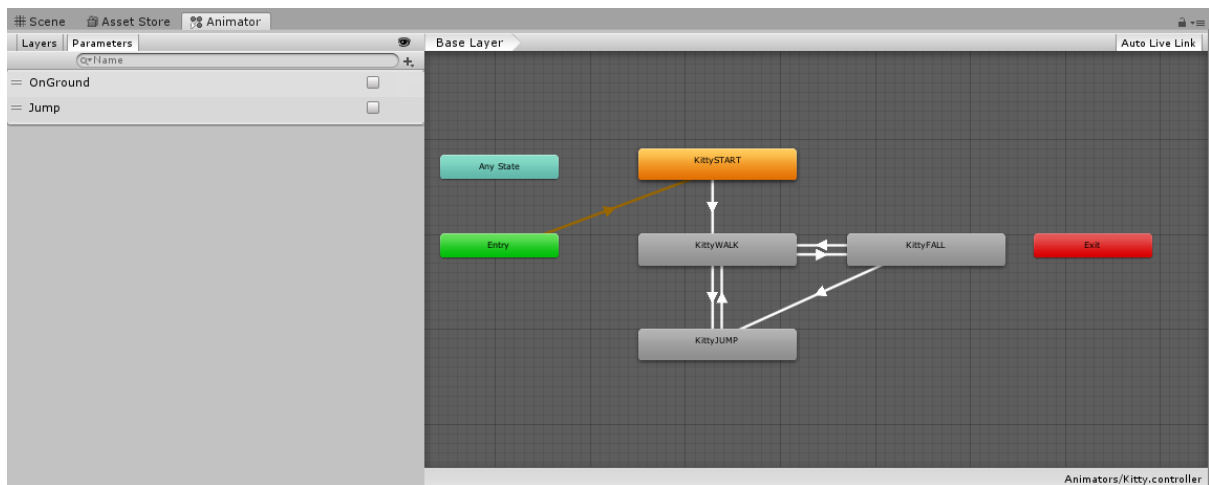 Scene Asset Store Animator
Layers Parameters
Name
OnGround
Jump
Base Layer Auto Live Link
Any State
KittySTART
Entry
KittyWALK
KittyFALL
Exit
KittyJUMP
Animators/Kitty.controller